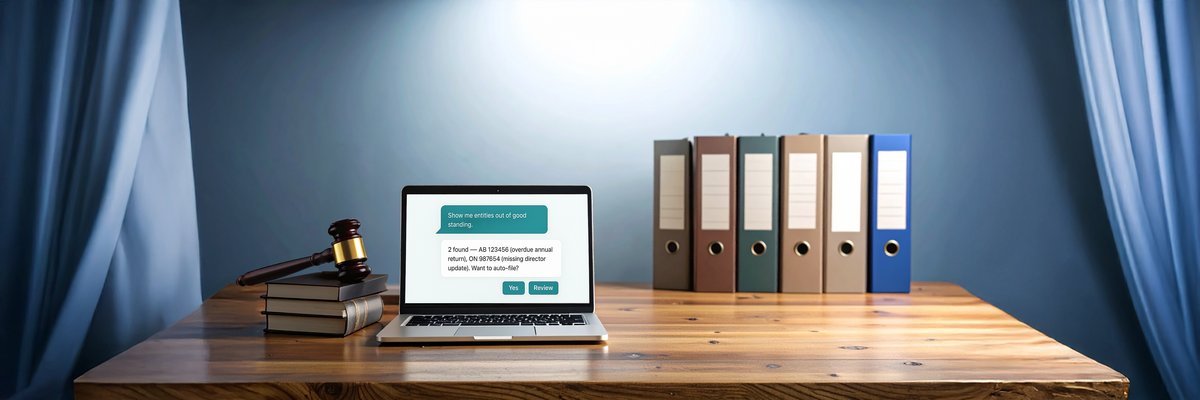 Show me entities out of good
standing.
2 found — AB 123456 (overdue annual
return), ON 987654 (missing director
update). Want to auto-file?
Yes
Review